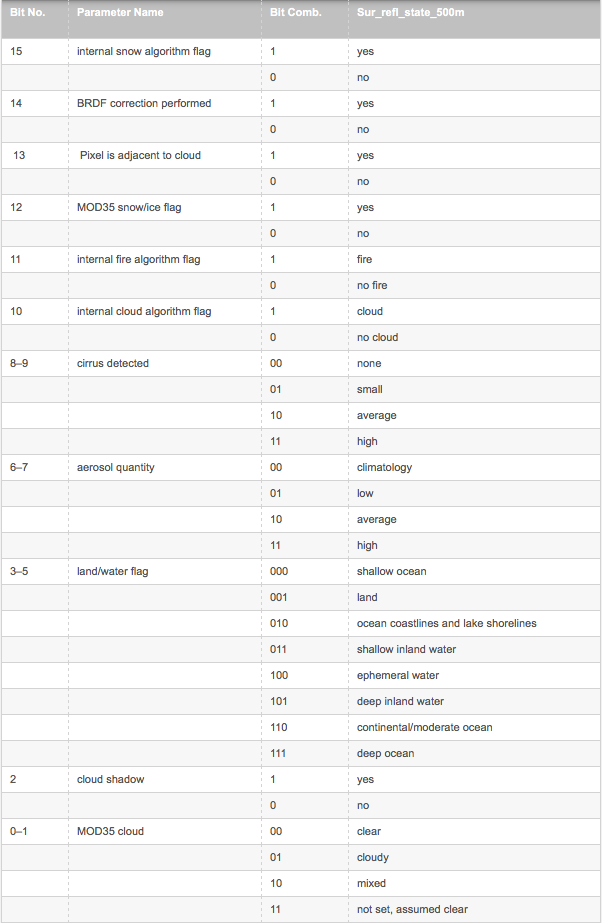 Bit No. Parameter Name Bit Comb. Sur_refl_state_500m
15 internal snow algorithm flag 1 yes
0 no
14 BRDF correction performed 1 yes
0 no
13 Pixel is adjacent to cloud 1 yes
0 no
12 MOD35 snow/ice flag 1 yes
0 no
11 internal fire algorithm flag 1 fire
0 no fire
10 internal cloud algorithm flag 1 cloud
0 no cloud
8–9 cirrus detected 00 none
01 small
10 average
11 high
6–7 aerosol quantity 00 climatology
01 low
10 average
11 high
3–5 land/water flag 000 shallow ocean
001 land
010 ocean coastlines and lake shorelines
011 shallow inland water
100 ephemeral water
101 deep inland water
110 continental/moderate ocean
111 deep ocean
2 cloud shadow 1 yes
0 no
0–1 MOD35 cloud 00 clear
01 cloudy
10 mixed
11 not set, assumed clear